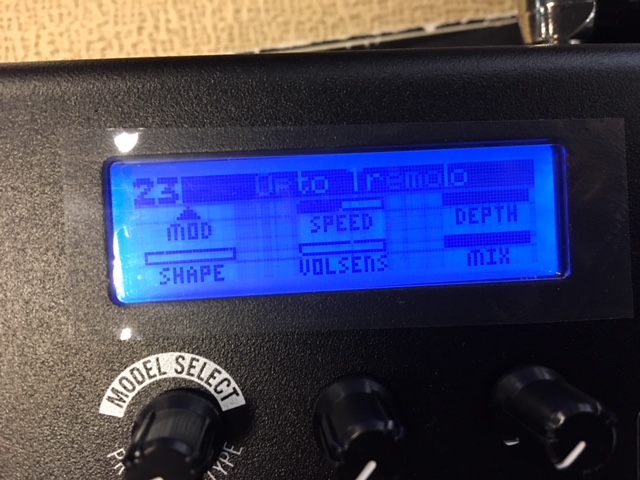 23 Opto Tremolo
MOD SPEED DEPTH
SHAPE VOLSENS MIX
MODEL SELECT